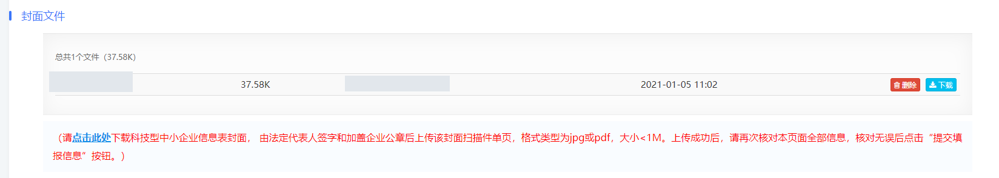 封面文件
总共1个文件（37.58K）
37.58K 2021-01-05 11:02 删除 下载
（请点击此处下载科技型中小企业信息表封面， 由法定代表人签字和加盖企业公章后上传该封面扫描件单页，格式类型为jpg或pdf，大小<1M。上传成功后，请再次核对本页面全部信息，核对无误后点击“提交填
报信息”按钮。）